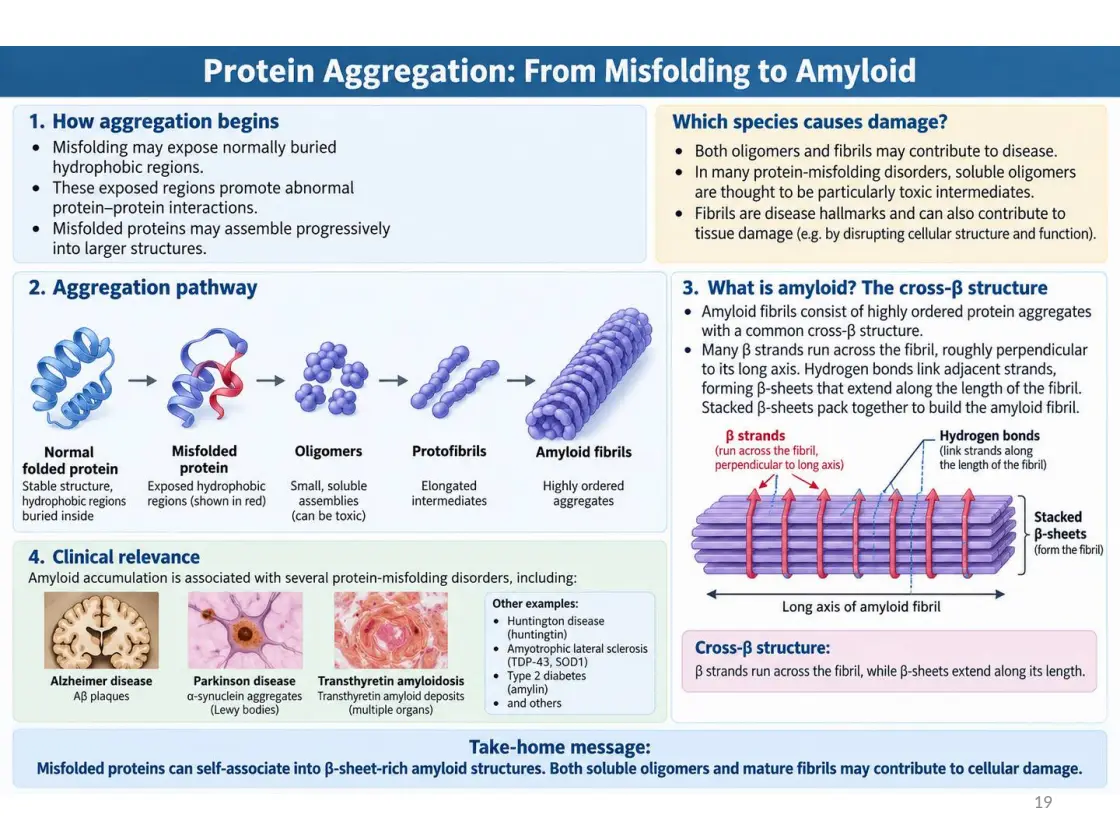 Protein Aggregation: From Misfolding to Amyloid
1. How aggregation begins
• Misfolding may expose normally buried
hydrophobic regions.
• These exposed regions promote abnormal
protein–protein interactions.
• Misfolded proteins may assemble progressively
into larger structures.
Which species causes damage?
• Both oligomers and fibrils may contribute to disease.
• In many protein-misfolding disorders, soluble oligomers
are thought to be particularly toxic intermediates.
• Fibrils are disease hallmarks and can also contribute to
tissue damage (e.g. by disrupting cellular structure and function).
2. Aggregation pathway
Normal
folded protein
Stable structure,
hydrophobic regions
buried inside
Misfolded
protein
Exposed hydrophobic
regions (shown in red)
Oligomers
Small, soluble
assemblies
(can be toxic)
Protofibrils
Elongated
intermediates
Amyloid fibrils
Highly ordered
aggregates
3. What is amyloid? The cross-β structure
• Amyloid fibrils consist of highly ordered protein aggregates
with a common cross-β structure.
• Many β strands run across the fibril, roughly perpendicular
to its long axis. Hydrogen bonds link adjacent strands,
forming β-sheets that extend along the length of the fibril.
Stacked β-sheets pack together to build the amyloid fibril.
β strands
(run across the fibril,
perpendicular to long axis)
Hydrogen bonds
(link strands along
the length of the fibril)
Stacked
β-sheets
(form the fibril)
Long axis of amyloid fibril
Cross-β structure:
β strands run across the fibril, while β-sheets extend along its length.
4. Clinical relevance
Amyloid accumulation is associated with several protein-misfolding disorders, including:
Alzheimer disease
Aβ plaques
Parkinson disease
α-synuclein aggregates
(Lewy bodies)
Transthyretin amyloidosis
Transthyretin amyloid deposits
(multiple organs)
Other examples:
• Huntington disease
(huntingtin)
• Amyotrophic lateral sclerosis
(TDP-43, SOD1)
• Type 2 diabetes
(amylin)
• and others
Take-home message:
Misfolded proteins can self-associate into β-sheet-rich amyloid structures. Both soluble oligomers and mature fibrils may contribute to cellular damage.
19